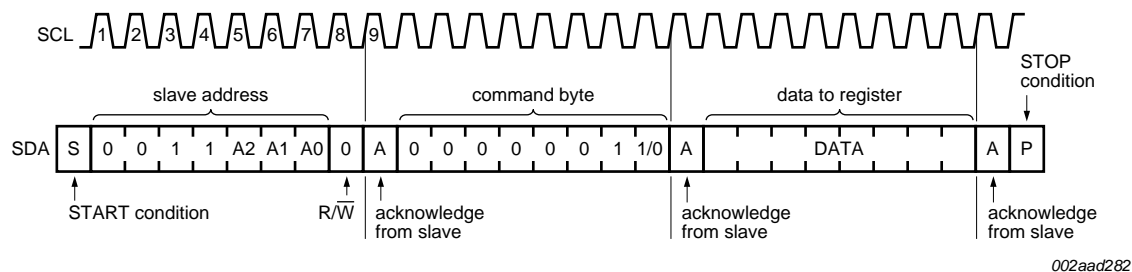 SCL 1 2 3 4 5 6 7 8 9
STOP
condition
slave address command byte data to register
SDA S 0 0 1 1 A2 A1 A0 0 A 0 0 0 0 0 0 1 1/0 A DATA A P
START condition R/W̅ acknowledge acknowledge acknowledge
from slave from slave from slave
002aad282